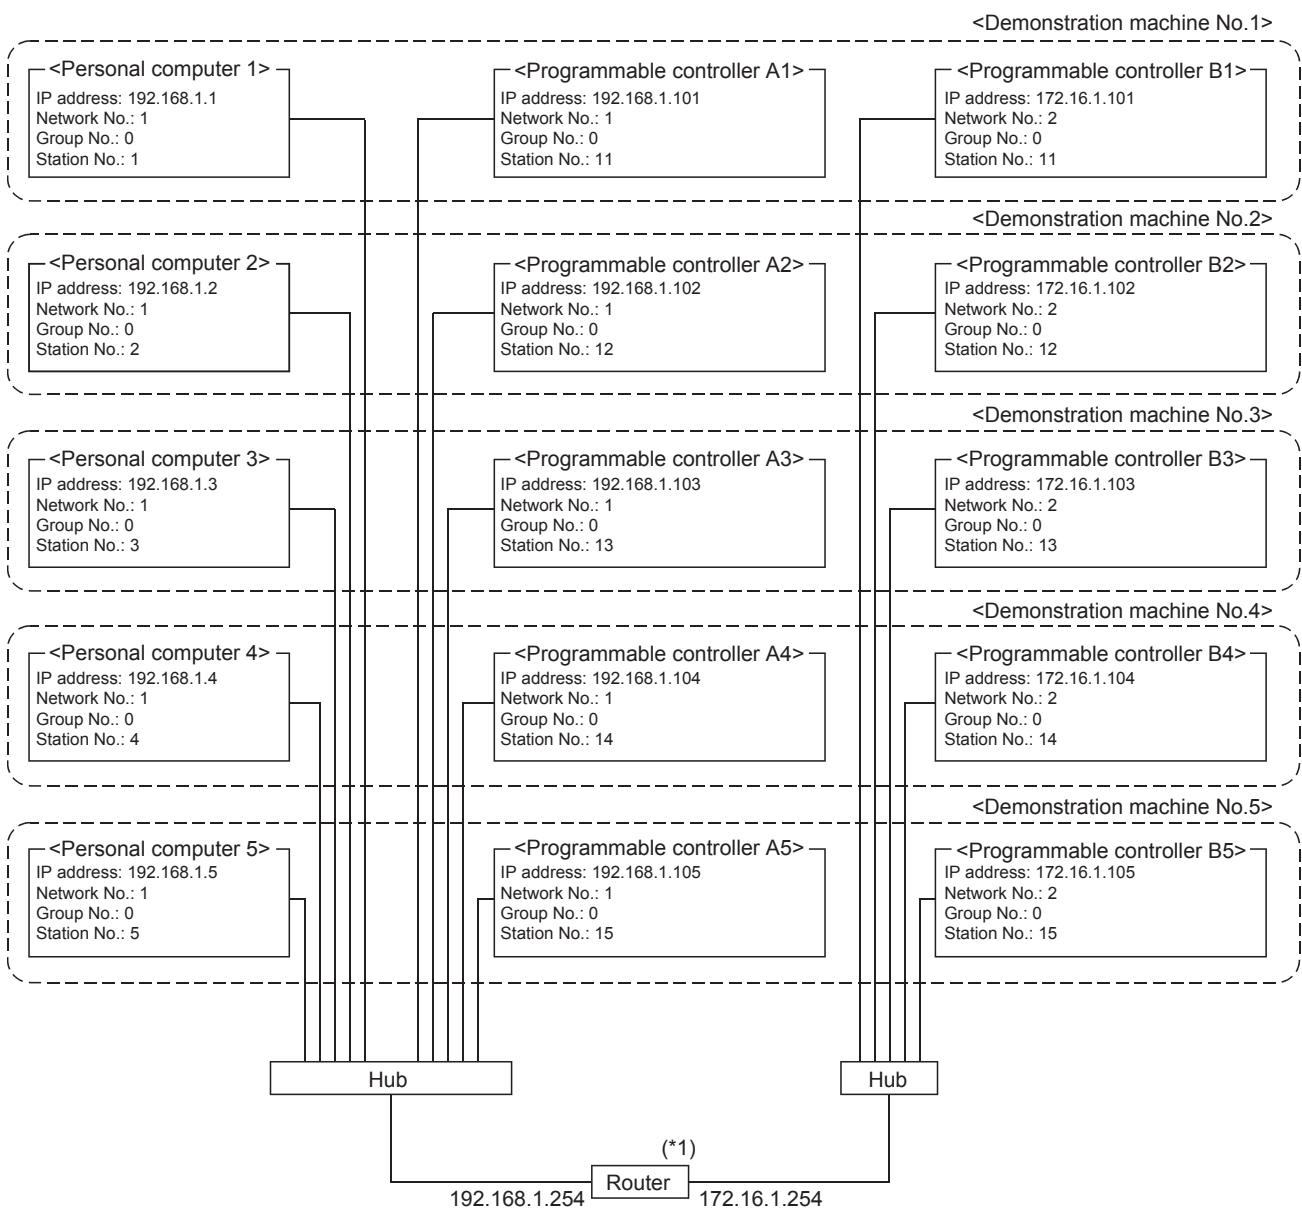 <Demonstration machine No.1>
<Personal computer 1>
IP address: 192.168.1.1
Network No.: 1
Group No.: 0
Station No.: 1
<Programmable controller A1>
IP address: 192.168.1.101
Network No.: 1
Group No.: 0
Station No.: 11
<Programmable controller B1>
IP address: 172.16.1.101
Network No.: 2
Group No.: 0
Station No.: 11
<Demonstration machine No.2>
<Personal computer 2>
IP address: 192.168.1.2
Network No.: 1
Group No.: 0
Station No.: 2
<Programmable controller A2>
IP address: 192.168.1.102
Network No.: 1
Group No.: 0
Station No.: 12
<Programmable controller B2>
IP address: 172.16.1.102
Network No.: 2
Group No.: 0
Station No.: 12
<Demonstration machine No.3>
<Personal computer 3>
IP address: 192.168.1.3
Network No.: 1
Group No.: 0
Station No.: 3
<Programmable controller A3>
IP address: 192.168.1.103
Network No.: 1
Group No.: 0
Station No.: 13
<Programmable controller B3>
IP address: 172.16.1.103
Network No.: 2
Group No.: 0
Station No.: 13
<Demonstration machine No.4>
<Personal computer 4>
IP address: 192.168.1.4
Network No.: 1
Group No.: 0
Station No.: 4
<Programmable controller A4>
IP address: 192.168.1.104
Network No.: 1
Group No.: 0
Station No.: 14
<Programmable controller B4>
IP address: 172.16.1.104
Network No.: 2
Group No.: 0
Station No.: 14
<Demonstration machine No.5>
<Personal computer 5>
IP address: 192.168.1.5
Network No.: 1
Group No.: 0
Station No.: 5
<Programmable controller A5>
IP address: 192.168.1.105
Network No.: 1
Group No.: 0
Station No.: 15
<Programmable controller B5>
IP address: 172.16.1.105
Network No.: 2
Group No.: 0
Station No.: 15
Hub
Hub
(*1)
Router
192.168.1.254
172.16.1.254